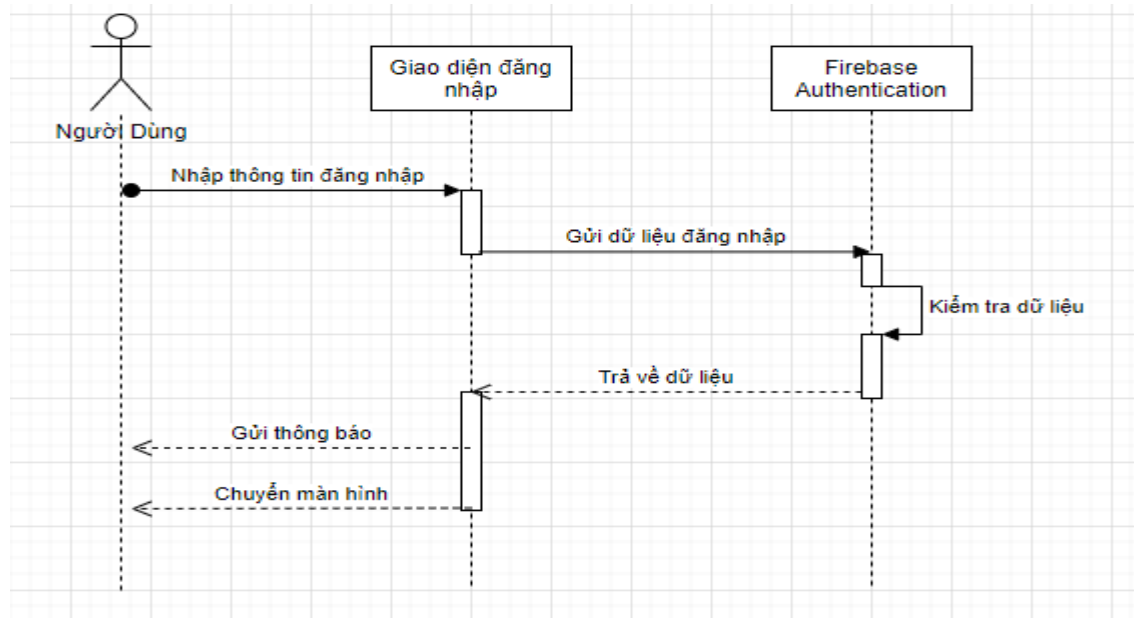 Giao diện đăng
nhập
Firebase
Authentication
Người Dùng
Nhập thông tin đăng nhập
Gửi dữ liệu đăng nhập
Kiểm tra dữ liệu
Trả về dữ liệu
Gửi thông báo
Chuyển màn hình